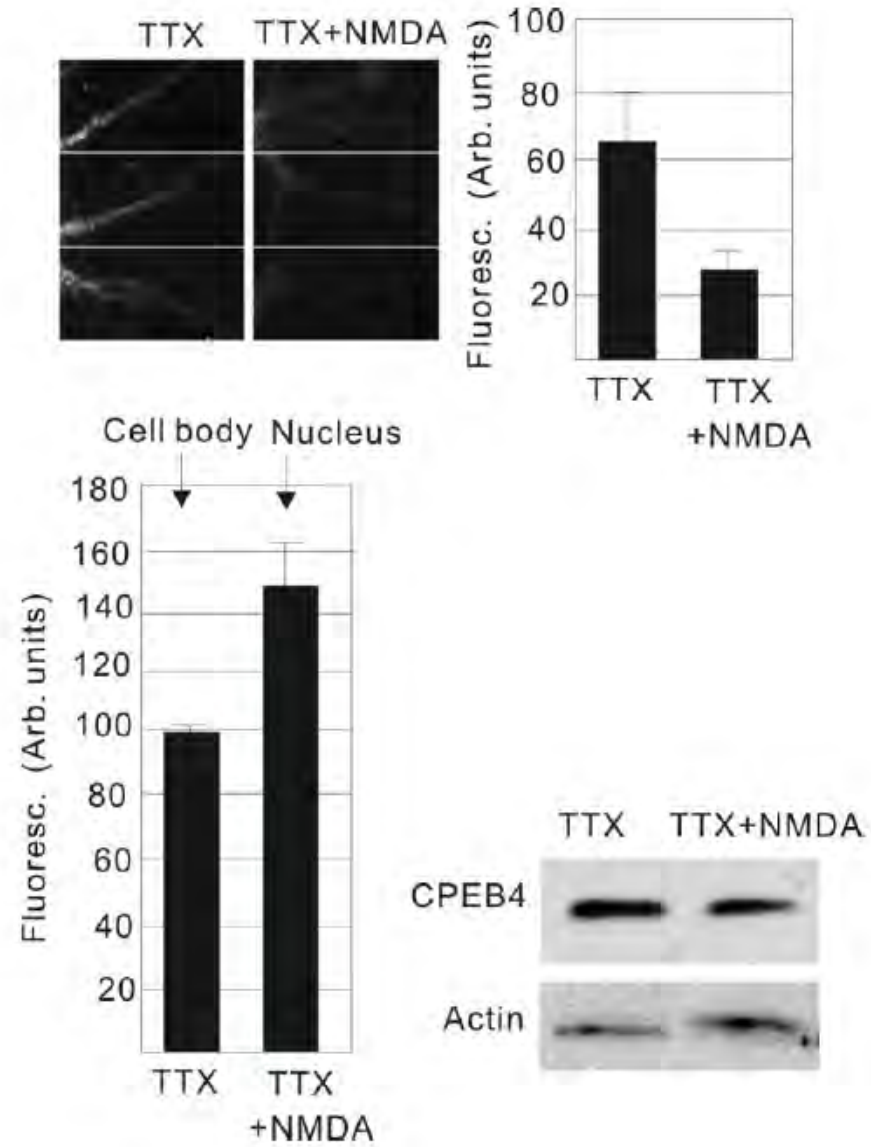 TTX TTX+NMDA
Fluoresc. (Arb. units)
100
80
60
40
20
TTX TTX
+NMDA
Cell body Nucleus
Fluoresc. (Arb. units)
180
160
140
120
100
80
60
40
20
TTX TTX
+NMDA
TTX TTX+NMDA
CPEB4
Actin